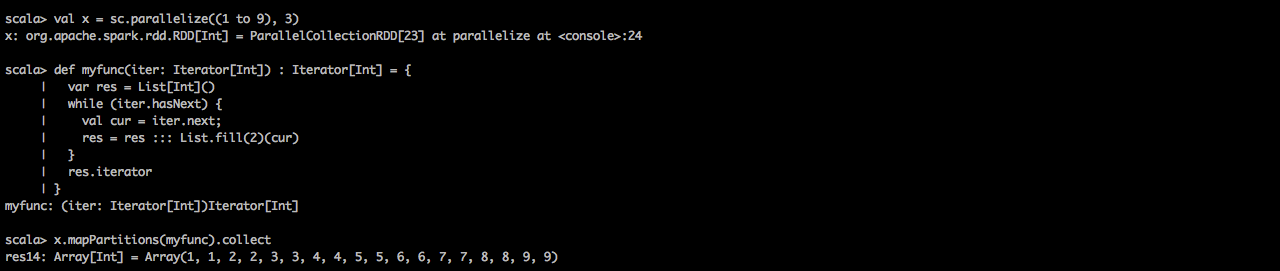 scala> val x = sc.parallelize((1 to 9), 3)
x: org.apache.spark.rdd.RDD[Int] = ParallelCollectionRDD[23] at parallelize at <console>:24
scala> def myfunc(iter: Iterator[Int]) : Iterator[Int] = {
     |   var res = List[Int]()
     |   while (iter.hasNext) {
     |     val cur = iter.next;
     |     res = res ::: List.fill(2)(cur)
     |   }
     |   res.iterator
     | }
myfunc: (iter: Iterator[Int])Iterator[Int]
scala> x.mapPartitions(myfunc).collect
res14: Array[Int] = Array(1, 1, 2, 2, 3, 3, 4, 4, 5, 5, 6, 6, 7, 7, 8, 8, 9, 9)